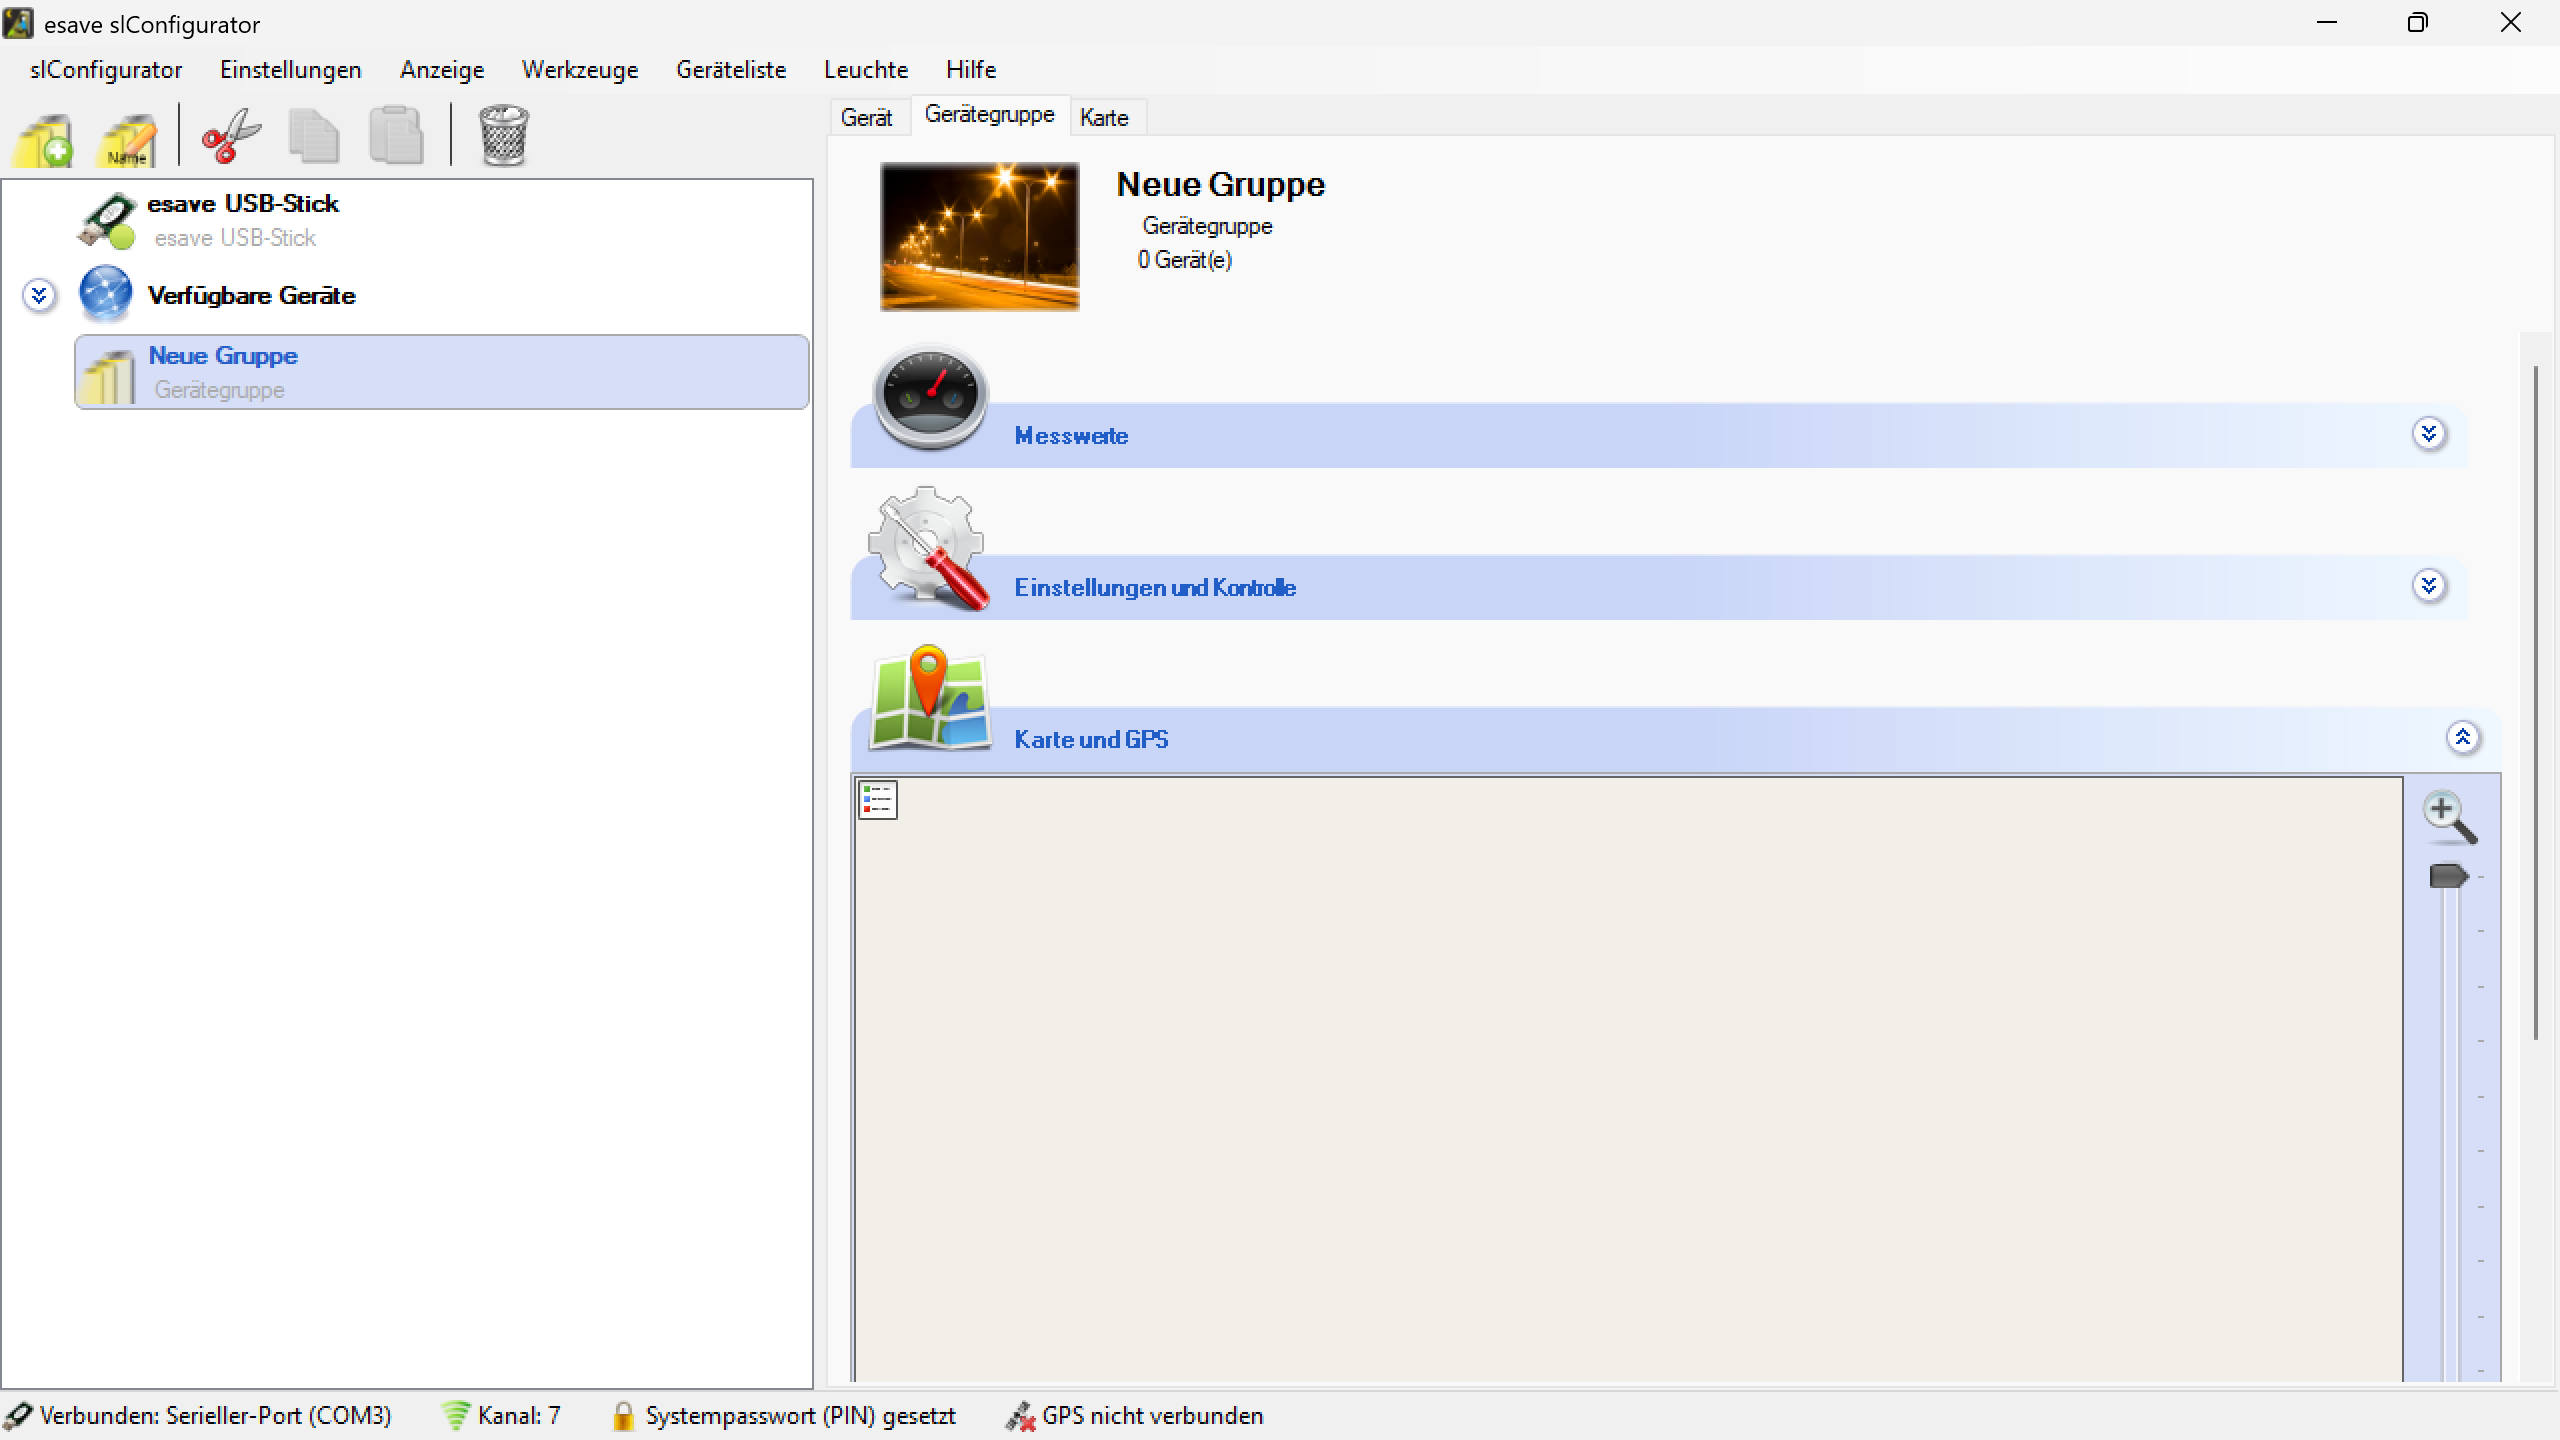 esave slConfigurator
slConfigurator Einstellungen Anzeige Werkzeuge Geräteliste Leuchte Hilfe
Name
Gerät Gerätegruppe Karte
esave USB-Stick
esave USB-Stick
Verfügbare Geräte
Neue Gruppe
Gerätegruppe
Neue Gruppe
Gerätegruppe
0 Gerät(e)
Messwerte
Einstellungen und Kontrolle
Karte und GPS
Verbunden: Serieller-Port (COM3) Kanal: 7 Systempasswort (PIN) gesetzt GPS nicht verbunden